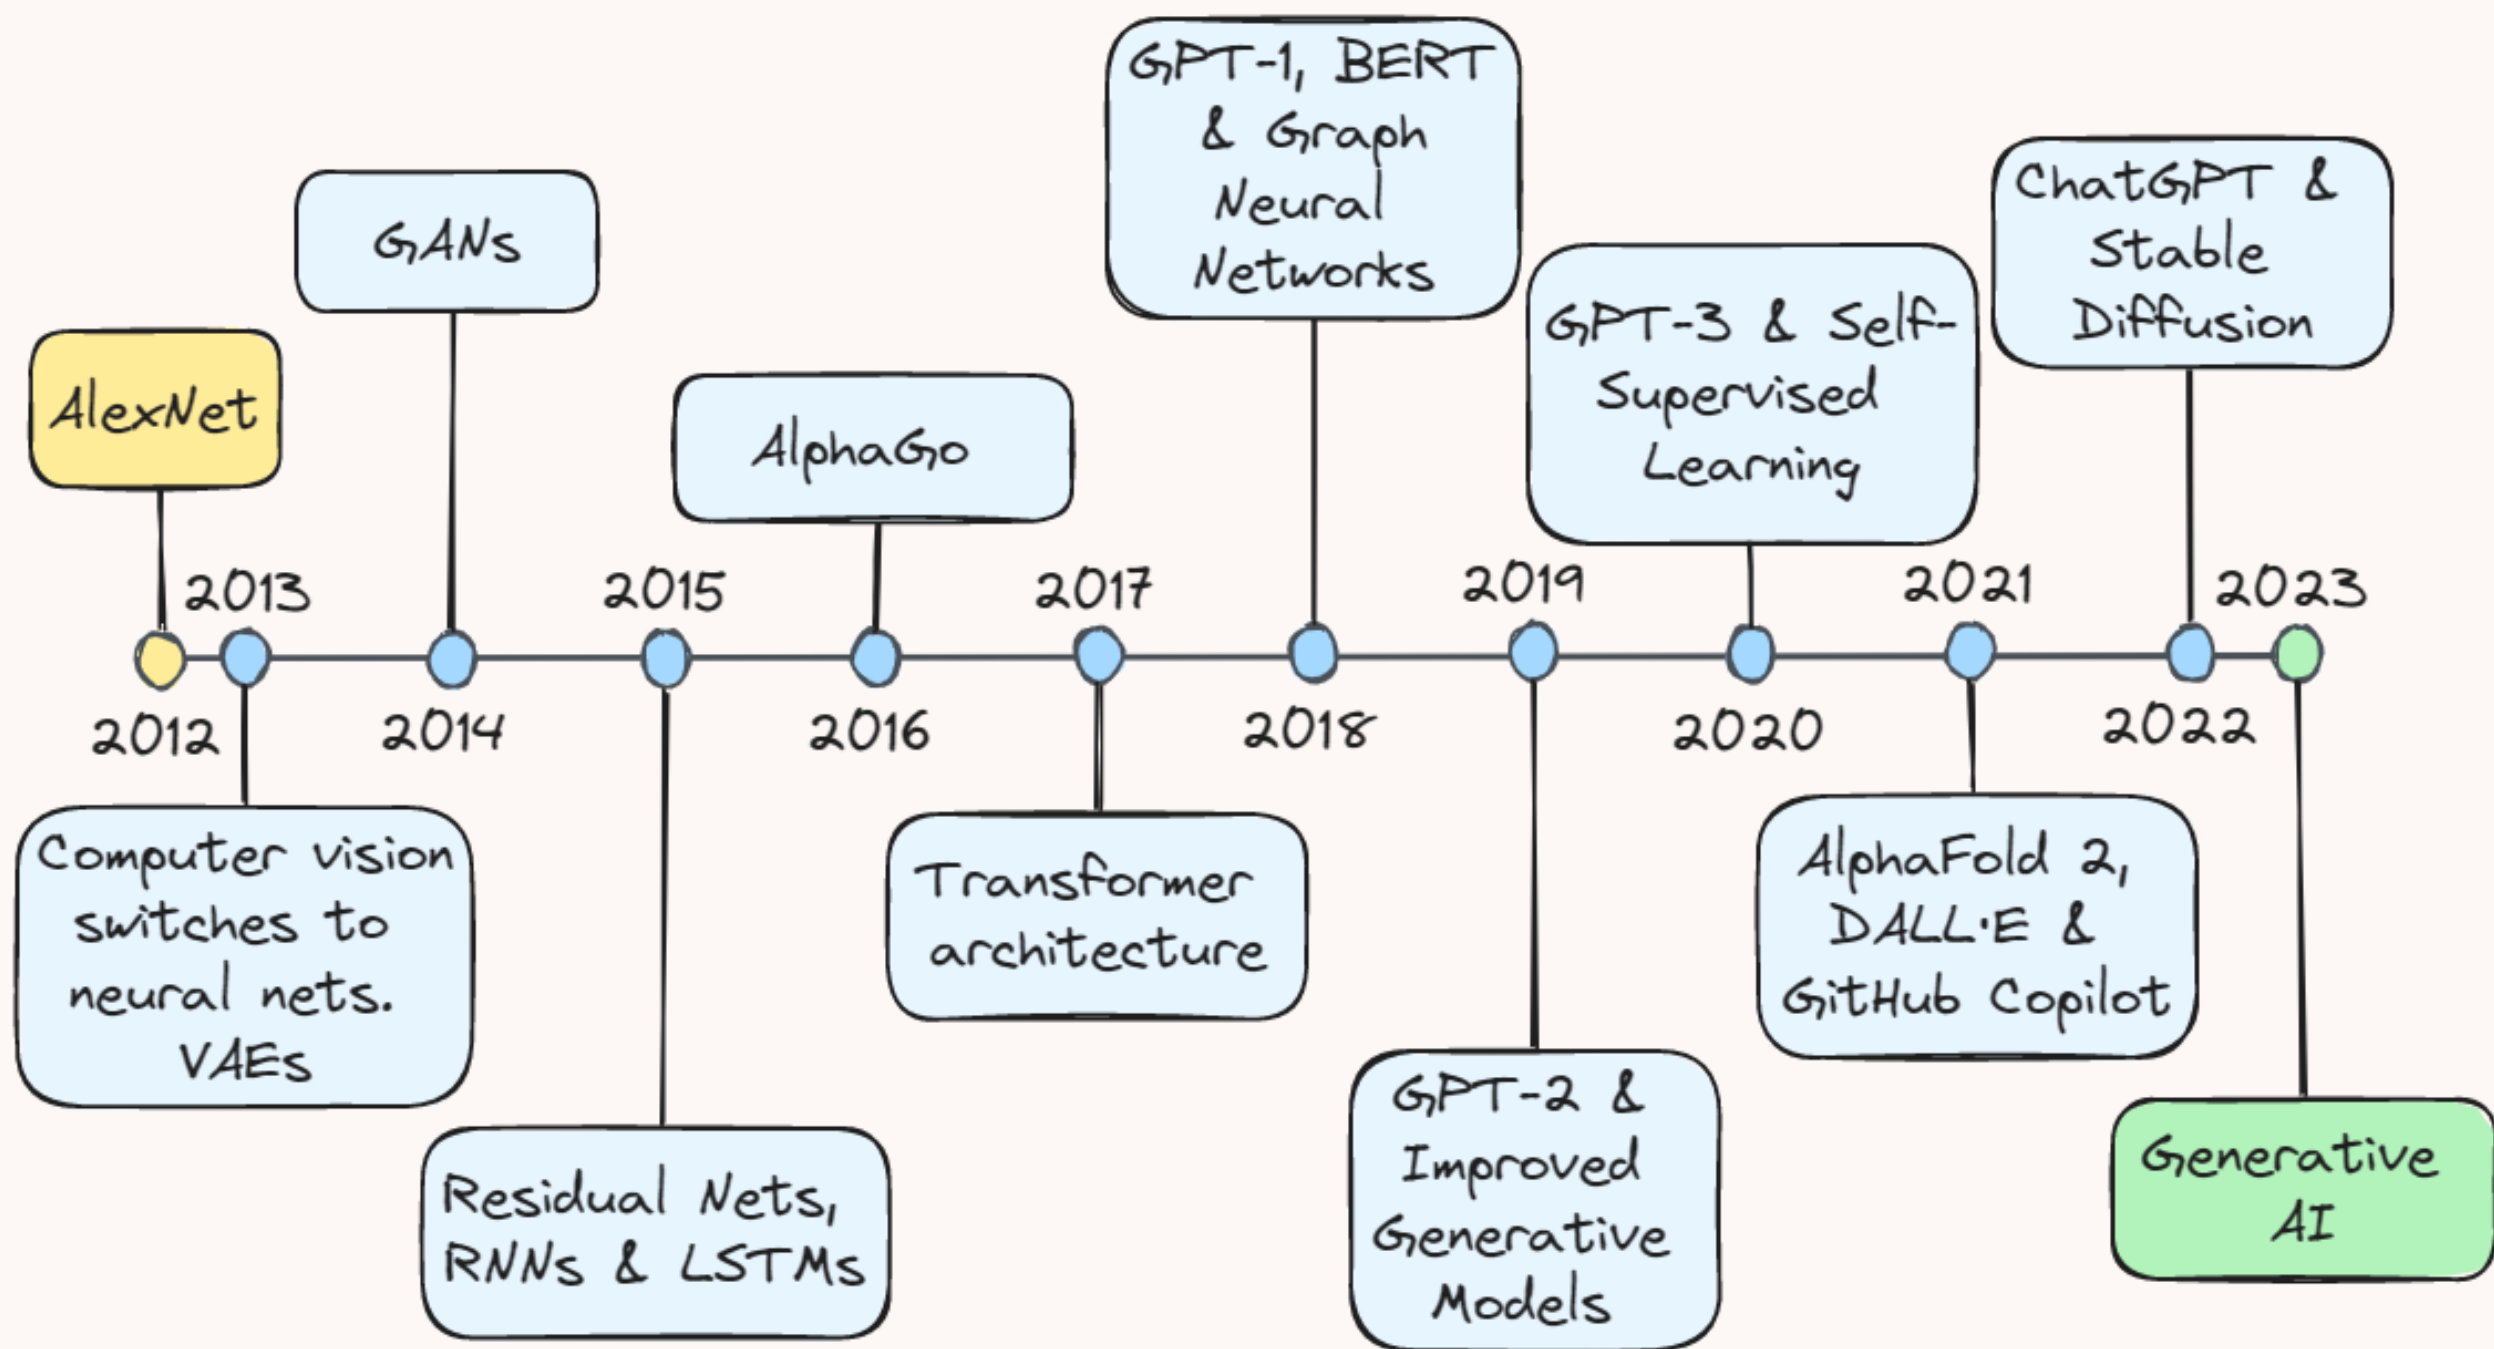 GPT-1, BERT
& Graph
Neural
Networks
ChatGPT &
Stable
Diffusion
GANs
GPT-3 & Self-
Supervised
Learning
AlexNet
AlphaGo
2013
2015
2017
2019
2021
2023
2012
2014
2016
2018
2020
2022
Computer vision
switches to
neural nets.
VAEs
Transformer
architecture
AlphaFold 2,
DALL·E &
GitHub Copilot
Residual Nets,
RNNs & LSTMs
GPT-2 &
Improved
Generative
Models
Generative
AI